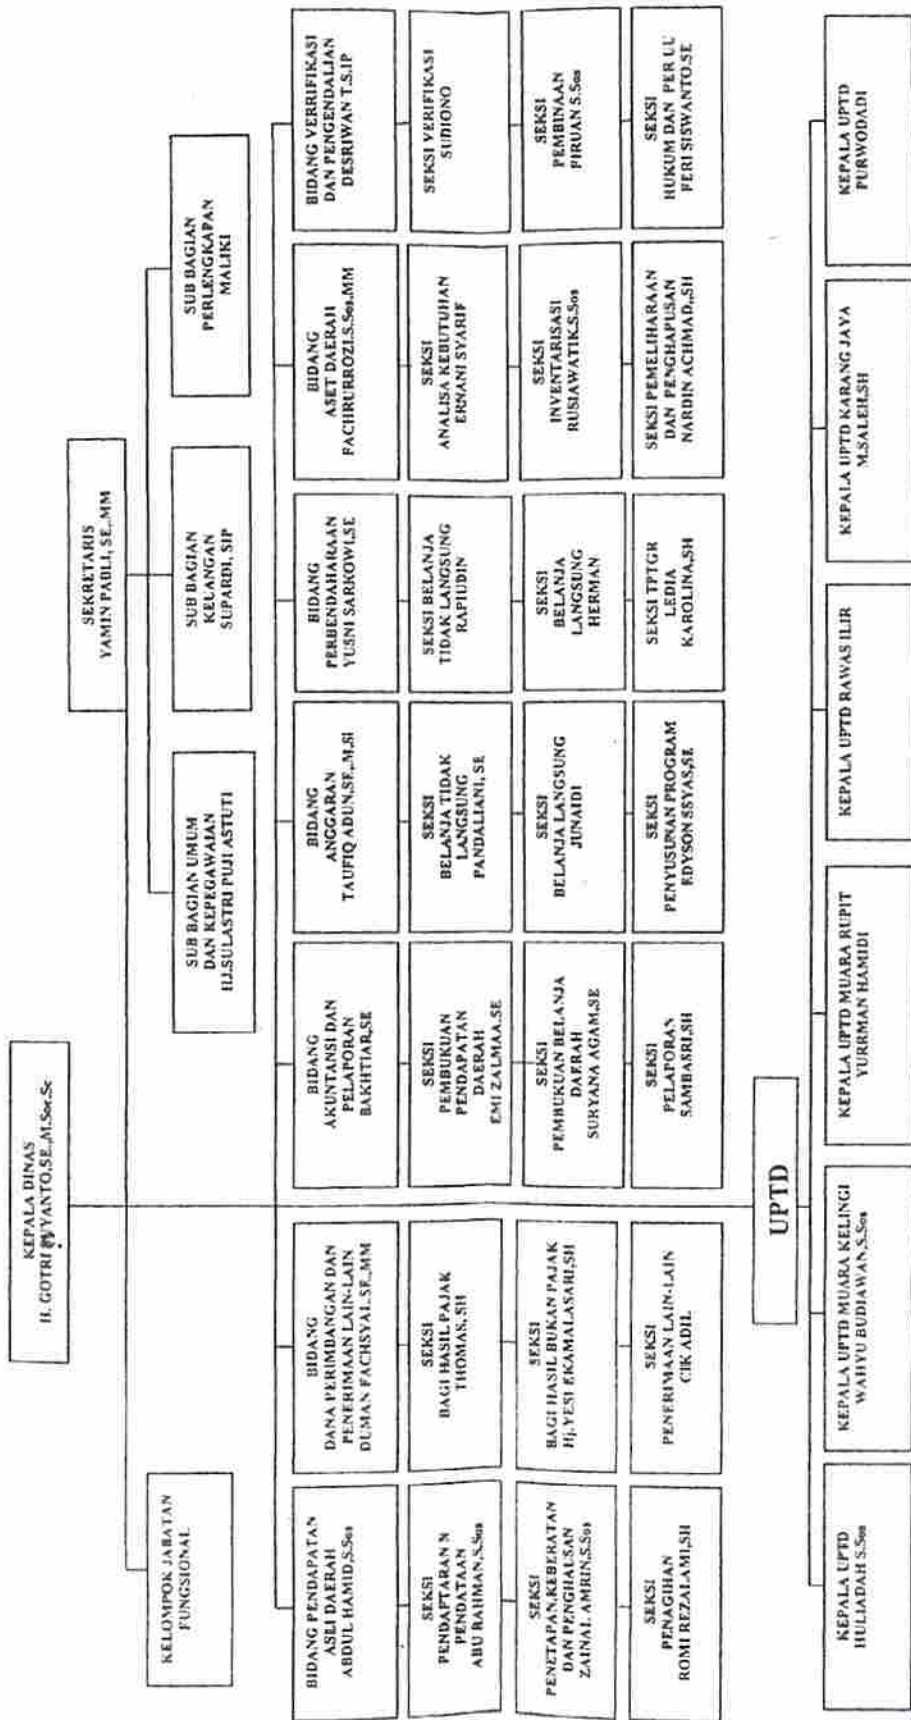 KEPALA DINAS
H. GOTRI SUYANTO,SE.,M.Soc.Sc
KELOMPOK JABATAN
FUNGSIONAL
SEKRETARIS
YAMIN PABLI, SE.,MM
SUB BAGIAN UMUM
DAN KEPEGAWAIAN
HJ.SULASTRI PUJI ASTUTI
SUB BAGIAN
KEUANGAN
SUPARDI, SIP
SUB BAGIAN
PERLENGKAPAN
MALIKI
BIDANG PENDAPATAN
ASLI DAERAH
ABDUL HAMID,S.Sos
BIDANG
DANA PERIMBANGAN DAN
PENERIMAAN LAIN-LAIN
DUMAN FACHSYAI.SE.,MM
BIDANG
AKUNTANSI DAN
PELAPORAN
BAKHTIAR,SE
BIDANG
ANGGARAN
TAUFIQ ADUN,SE.,M.SI
BIDANG
PERBENDAHARAAN
YUSNI SARKOWI,SE
BIDANG
ASET DAERAH
FACHRURROZI.S.Sos,MM
BIDANG VERRIFIKASI
DAN PENGENDALIAN
DESRIWAN T.S.IP
SEKSI
PENDAPTARAN N
PENDATAAN
ABU RAHMAN,S.Sos
SEKSI
BAGI HASIL PAJAK
THOMAS, SH
SEKSI
PEMBUKUAN
PENDAPATAN
DAERAH
EMI ZALMAA.SE
SEKSI
BELANJA TIDAK
LANGSUNG
PANDALIANI, SE
SEKSI BELANJA
TIDAK LANGSUNG
RAPIUDIN
SEKSI
ANALISA KEBUTUHAN
ERNANI SYARIF
SEKSI VERIFIKASI
SUDIONO
SEKSI
PENETAPAN,KEBERATAN
DAN PENGHAUSAN
ZAINAL AMRIN,S.Sos
SEKSI
BAGI HASIL BUKAN PAJAK
Hj.YESI EKAMALASARI,SH
SEKSI
PEMBUKUAN BELANJA
DAERAH
SURYANA AGAM,SE
SEKSI
BELANJA LANGSUNG
JUNAIDI
SEKSI
BELANJA
LANGSUNG
HERMAN
SEKSI
INVENTARISASI
RUSIAWATIK.S.Sos
SEKSI
PEMBINAAN
PIRUAN S.Sos
SEKSI
PENAGIHAN
ROMI REZALAMI,SH
SEKSI
PENERIMAAN LAIN-LAIN
CIK ADIL
SEKSI
PELAPORAN
SAMBASRI,SH
SEKSI
PENYUSUNAN PROGRAM
EDYSON SSYAS,SE
SEKSI TPTGR
LEDIA
KAROLINA,SH
SEKSI PEMELIHARAAN
DAN PENGHAPUSAN
NARDIN ACHMAD,.SH
SEKSI
HUKUM DAN PER UU
FERI SISWANTO.SE
UPTD
KEPALA UPTD
HULIADAH S.Sos
KEPALA UPTD MUARA KELINGI
WAHYU BUDIAWAN,S.Sos
KEPALA UPTD MUARA RUPIT
YURRMAN HAMIDI
KEPALA UPTD RAWAS ILIR
KEPALA UPTD KARANG JAYA
M.SALEH,SH
KEPALA UPTD
PURWODADI